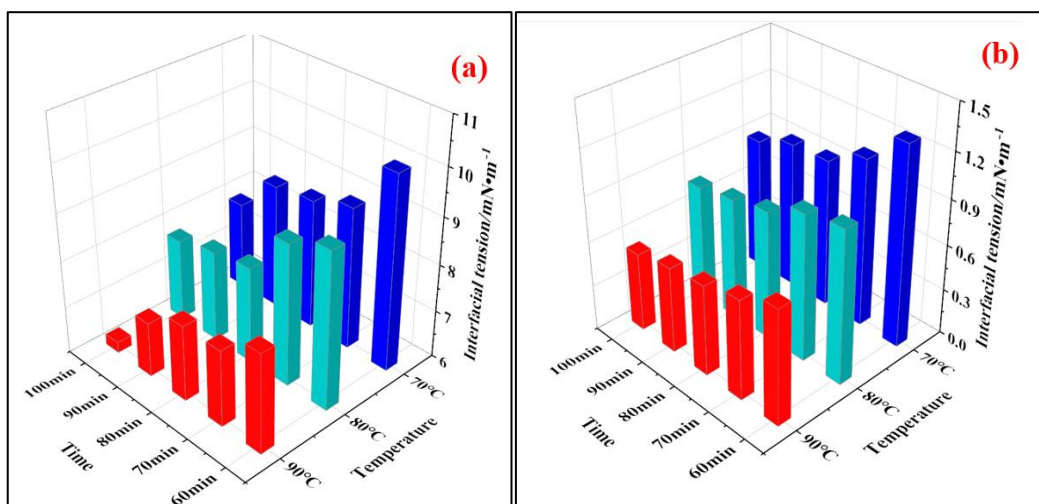 (a)
11
10
9
8
7
6
Interfacial tension/mN•m-1
100min
90min
80min
70min
60min
Time
70°C
80°C
90°C
Temperature
(b)
1.5
1.2
0.9
0.6
0.3
0.0
Interfacial tension/mN•m-1
100min
90min
80min
70min
60min
Time
70°C
80°C
90°C
Temperature